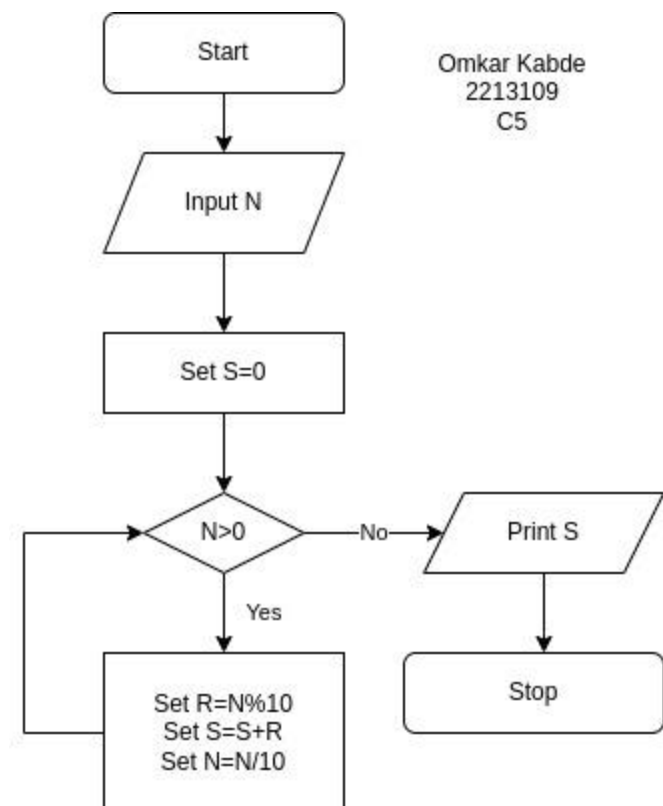 Start
Omkar Kabde
2213109
C5
Input N
Set S=0
N>0
No
Print S
Yes
Set R=N%10
Set S=S+R
Set N=N/10
Stop